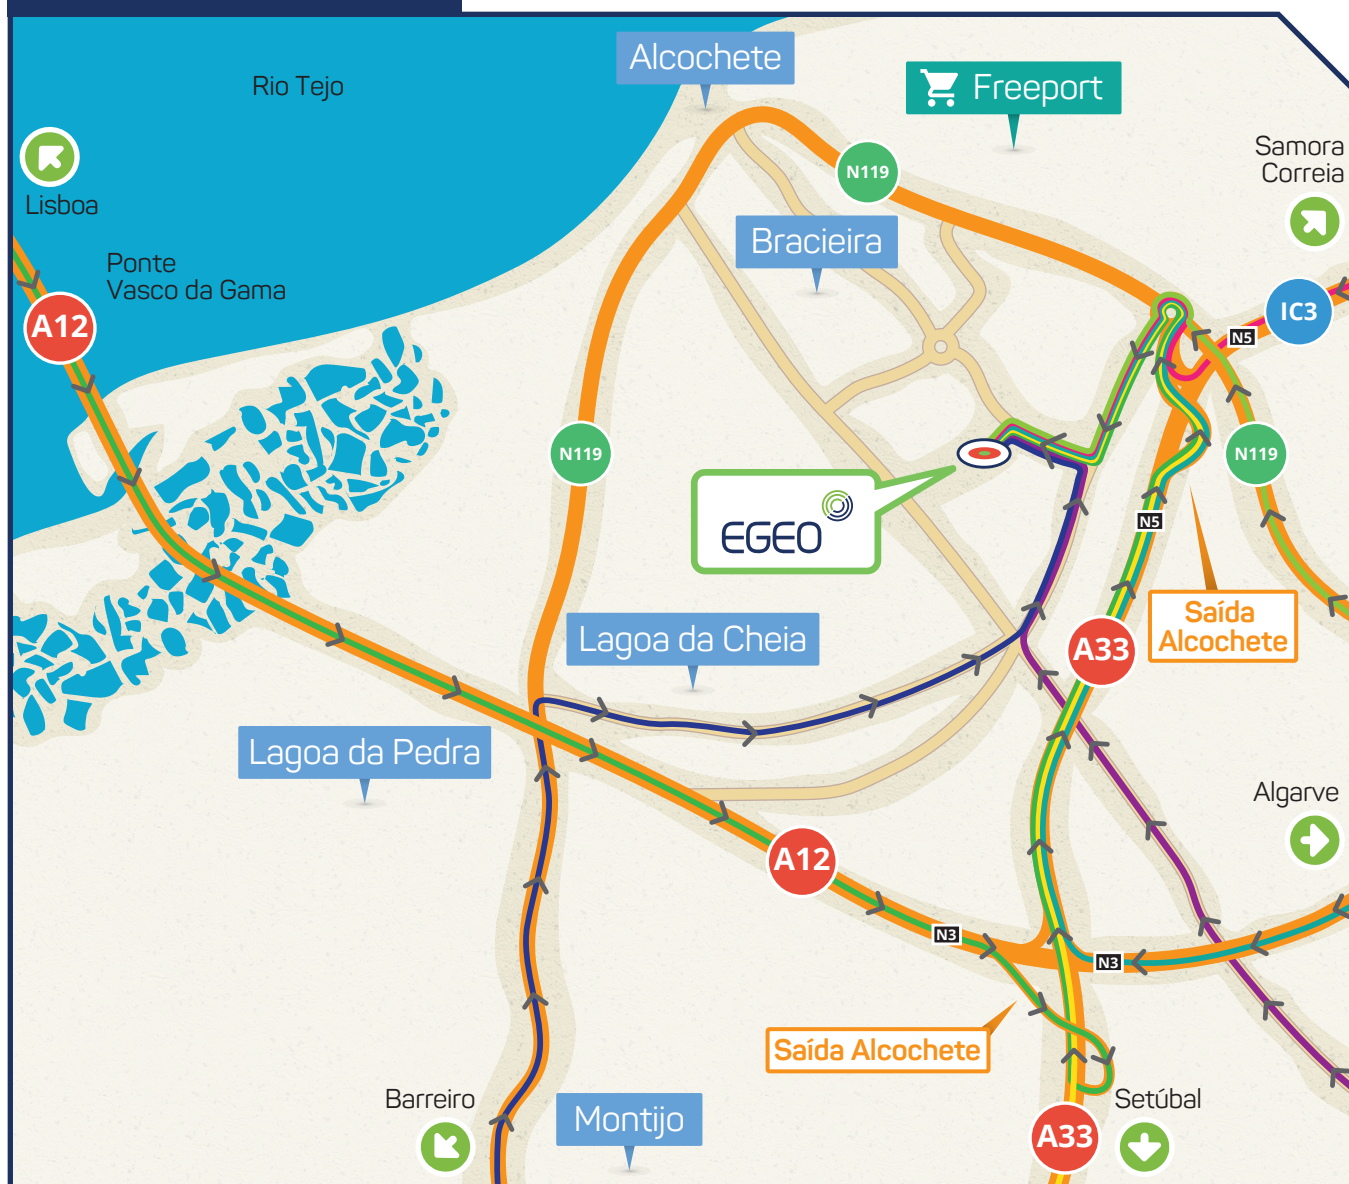 Alcochete
Rio Tejo
Freeport
Samora
Correia
N119
Lisboa
Bracieira
Ponte
Vasco da Gama
A12
IC3
N5
N119
N119
EGEO
N5
Saída
Alcochete
Lagoa da Cheia
A33
Lagoa da Pedra
Algarve
A12
N3
N3
Saída Alcochete
Barreiro
Montijo
Setúbal
A33